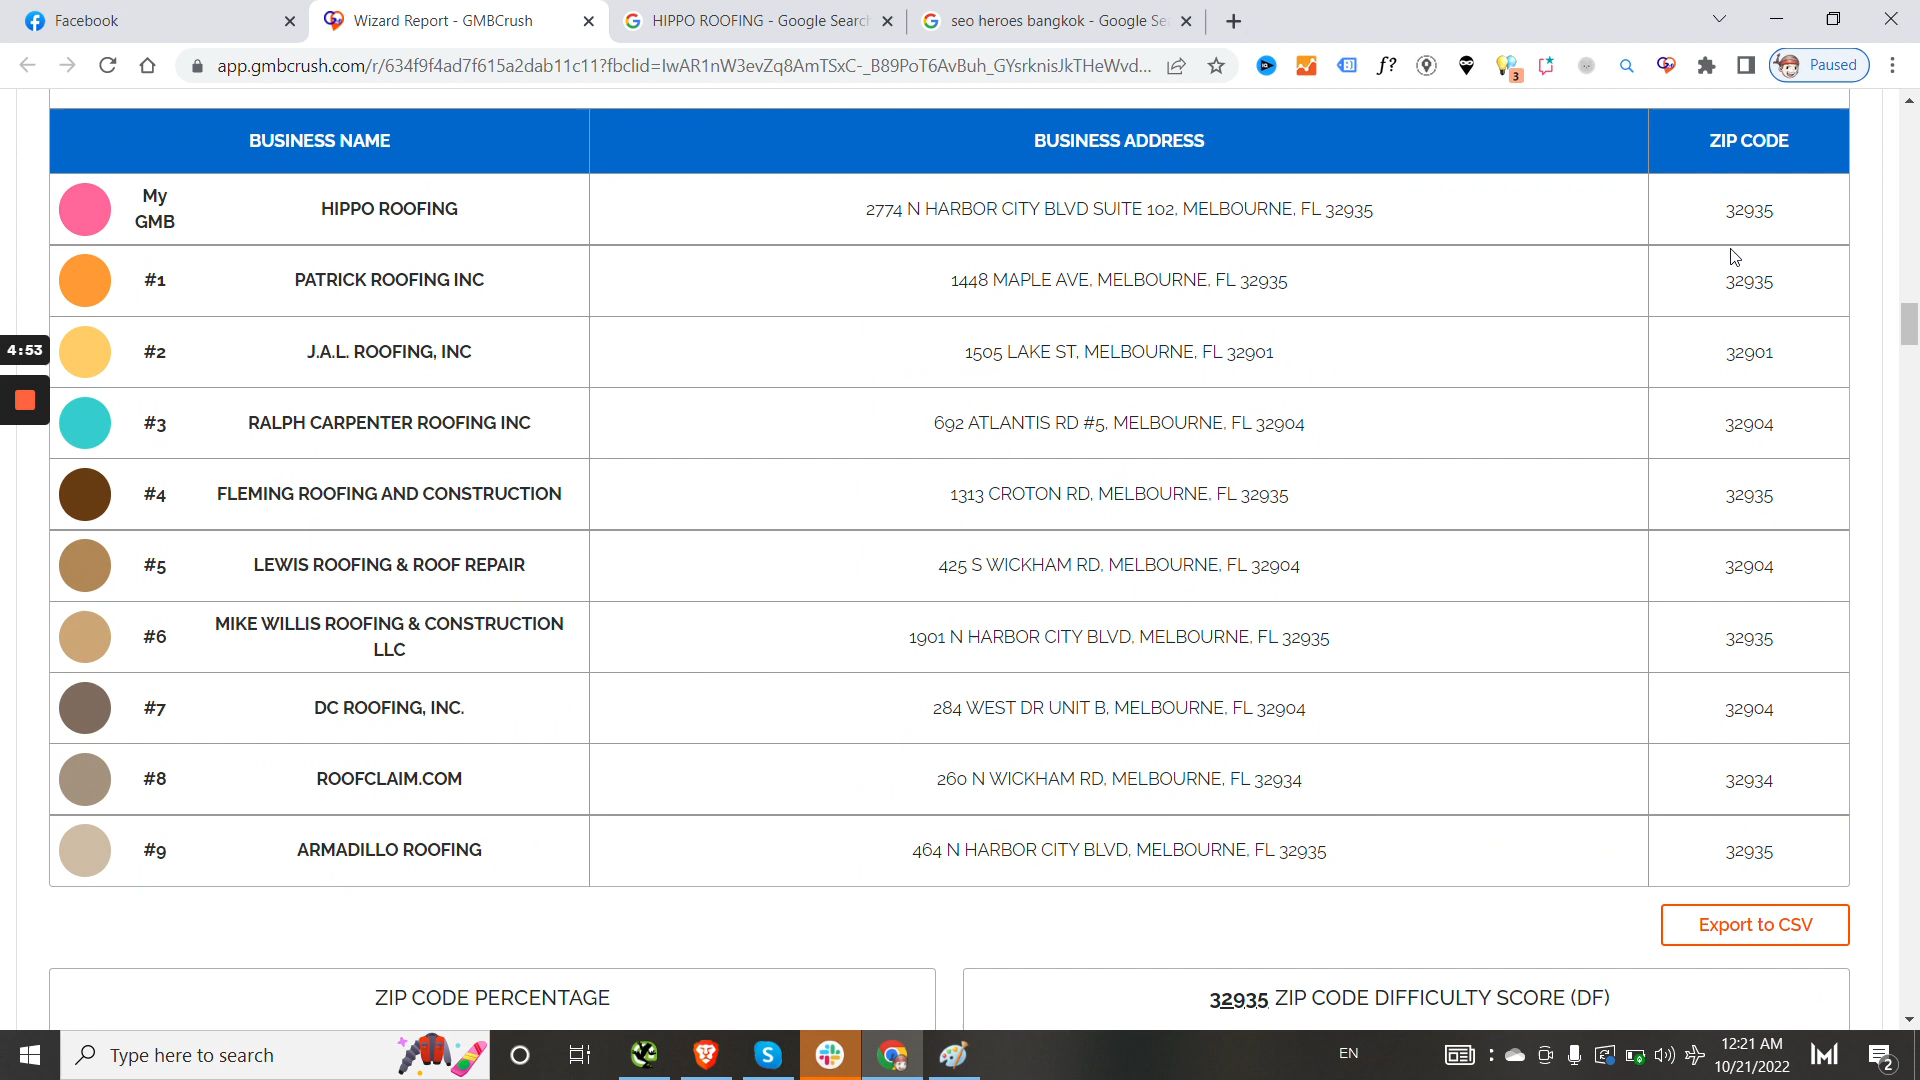 Facebook
Wizard Report - GMBCrush
HIPPO ROOFING - Google Search
seo heroes bangkok - Google Se
app.gmbcrush.com/r/634f9f4ad7f615a2dab11c11?fbclid=IwAR1nW3evZq8AmTSxC-_B89PoT6AvBuh_GYsrknisJkTHeWvd...
f?
3
Paused
BUSINESS NAME BUSINESS ADDRESS ZIP CODE
My GMB HIPPO ROOFING 2774 N HARBOR CITY BLVD SUITE 102, MELBOURNE, FL 32935 32935
#1 PATRICK ROOFING INC 1448 MAPLE AVE, MELBOURNE, FL 32935 32935
4:53
#2 J.A.L. ROOFING, INC 1505 LAKE ST, MELBOURNE, FL 32901 32901
#3 RALPH CARPENTER ROOFING INC 692 ATLANTIS RD #5, MELBOURNE, FL 32904 32904
#4 FLEMING ROOFING AND CONSTRUCTION 1313 CROTON RD, MELBOURNE, FL 32935 32935
#5 LEWIS ROOFING & ROOF REPAIR 425 S WICKHAM RD, MELBOURNE, FL 32904 32904
#6 MIKE WILLIS ROOFING & CONSTRUCTION LLC 1901 N HARBOR CITY BLVD, MELBOURNE, FL 32935 32935
#7 DC ROOFING, INC. 284 WEST DR UNIT B, MELBOURNE, FL 32904 32904
#8 ROOFCLAIM.COM 260 N WICKHAM RD, MELBOURNE, FL 32934 32934
#9 ARMADILLO ROOFING 464 N HARBOR CITY BLVD, MELBOURNE, FL 32935 32935
Export to CSV
ZIP CODE PERCENTAGE
32935 ZIP CODE DIFFICULTY SCORE (DF)
Type here to search
EN
12:21 AM
10/21/2022
2